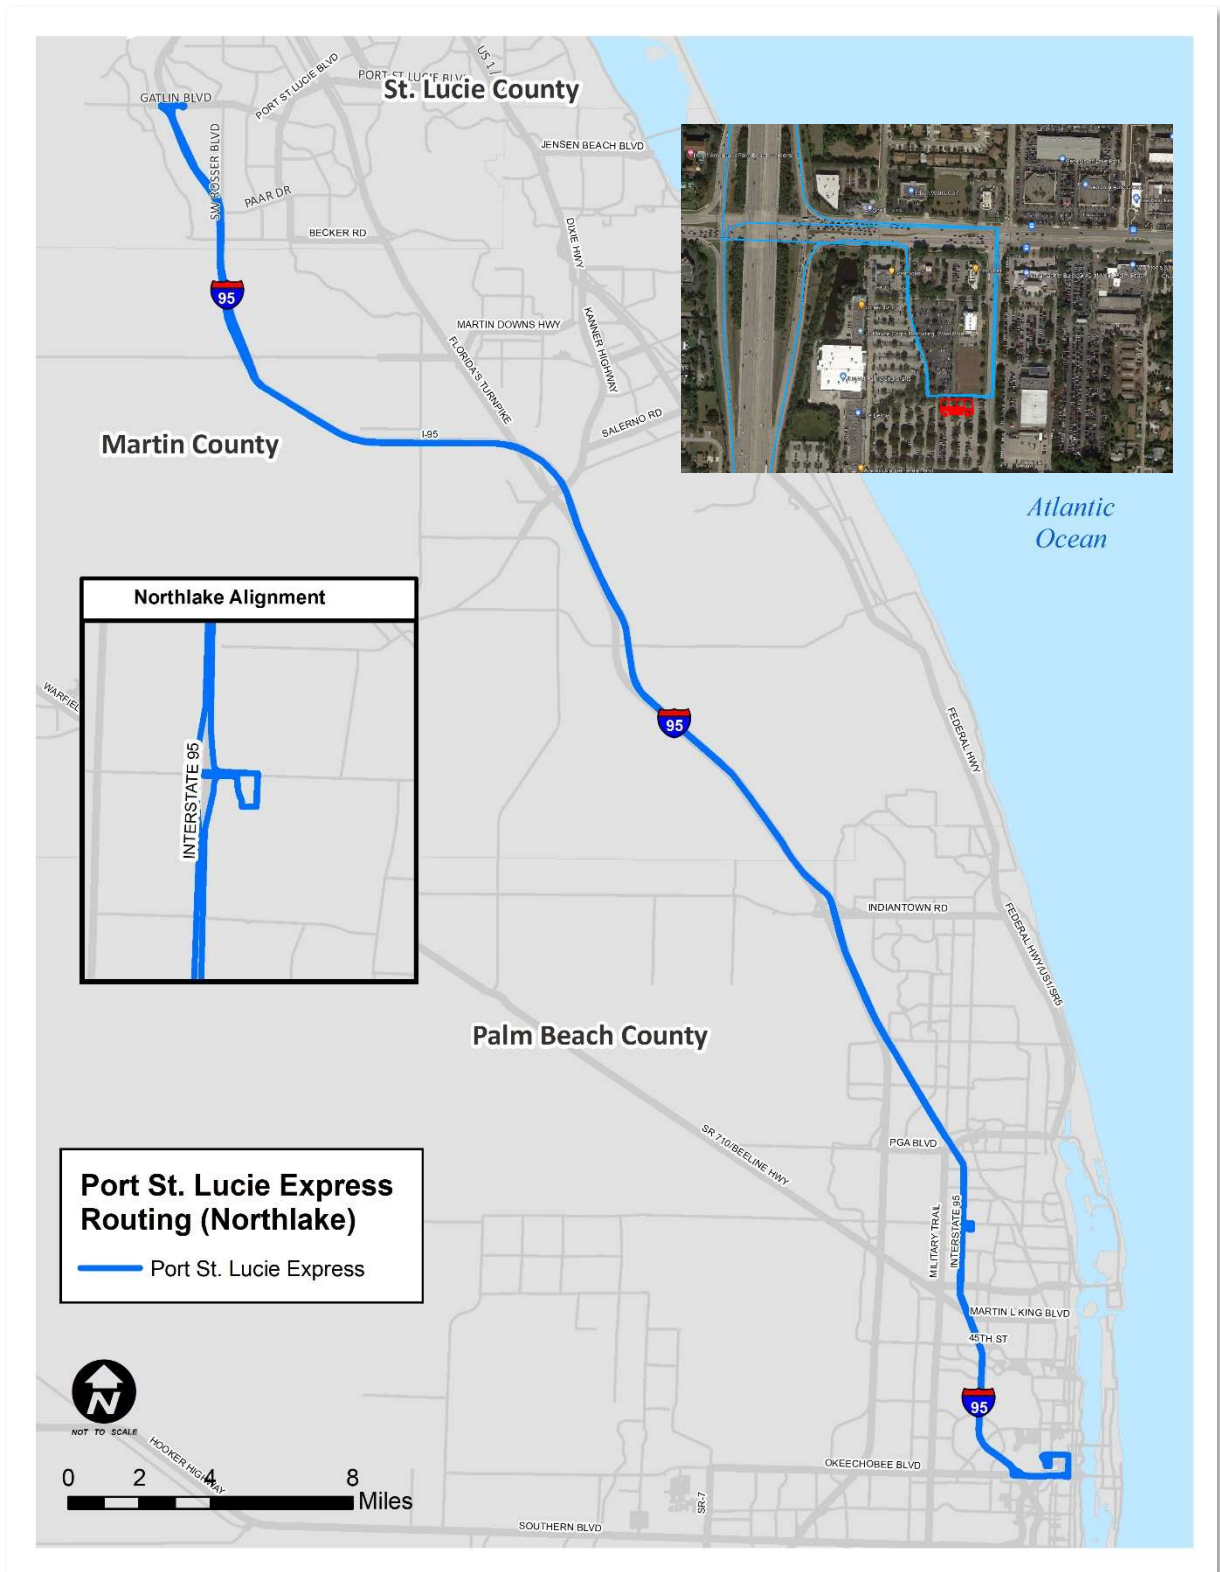 PORT ST LUCIE BLVD
US 1 /
PORT ST LUCIE BLV
St. Lucie County
GATLIN BLVD
SW ROSSER BLVD
JENSEN BEACH BLVD
PAAR DR
BECKER RD
DIXIE HWY
95
MARTIN DOWNS HWY
KANNER HIGHWAY
FLORIDA'S TURNPIKE
SALERNO RD
I-95
Martin County
Atlantic
Ocean
Northlake Alignment
INTERSTATE 95
WARFIEL
95
FEDERAL HWY
INDIANTOWN RD
FEDERAL HWY/US1/SR5
Palm Beach County
SR 710/BEELINE HWY
PGA BLVD
MILITARY TRAIL
INTERSTATE 95
Port St. Lucie Express
Routing (Northlake)
Port St. Lucie Express
MARTIN L KING BLVD
45TH ST
95
N
NOT TO SCALE
HOOKER HIGHWAY
OKEECHOBEE BLVD
0 2 4 8
Miles
SR-7
SOUTHERN BLVD